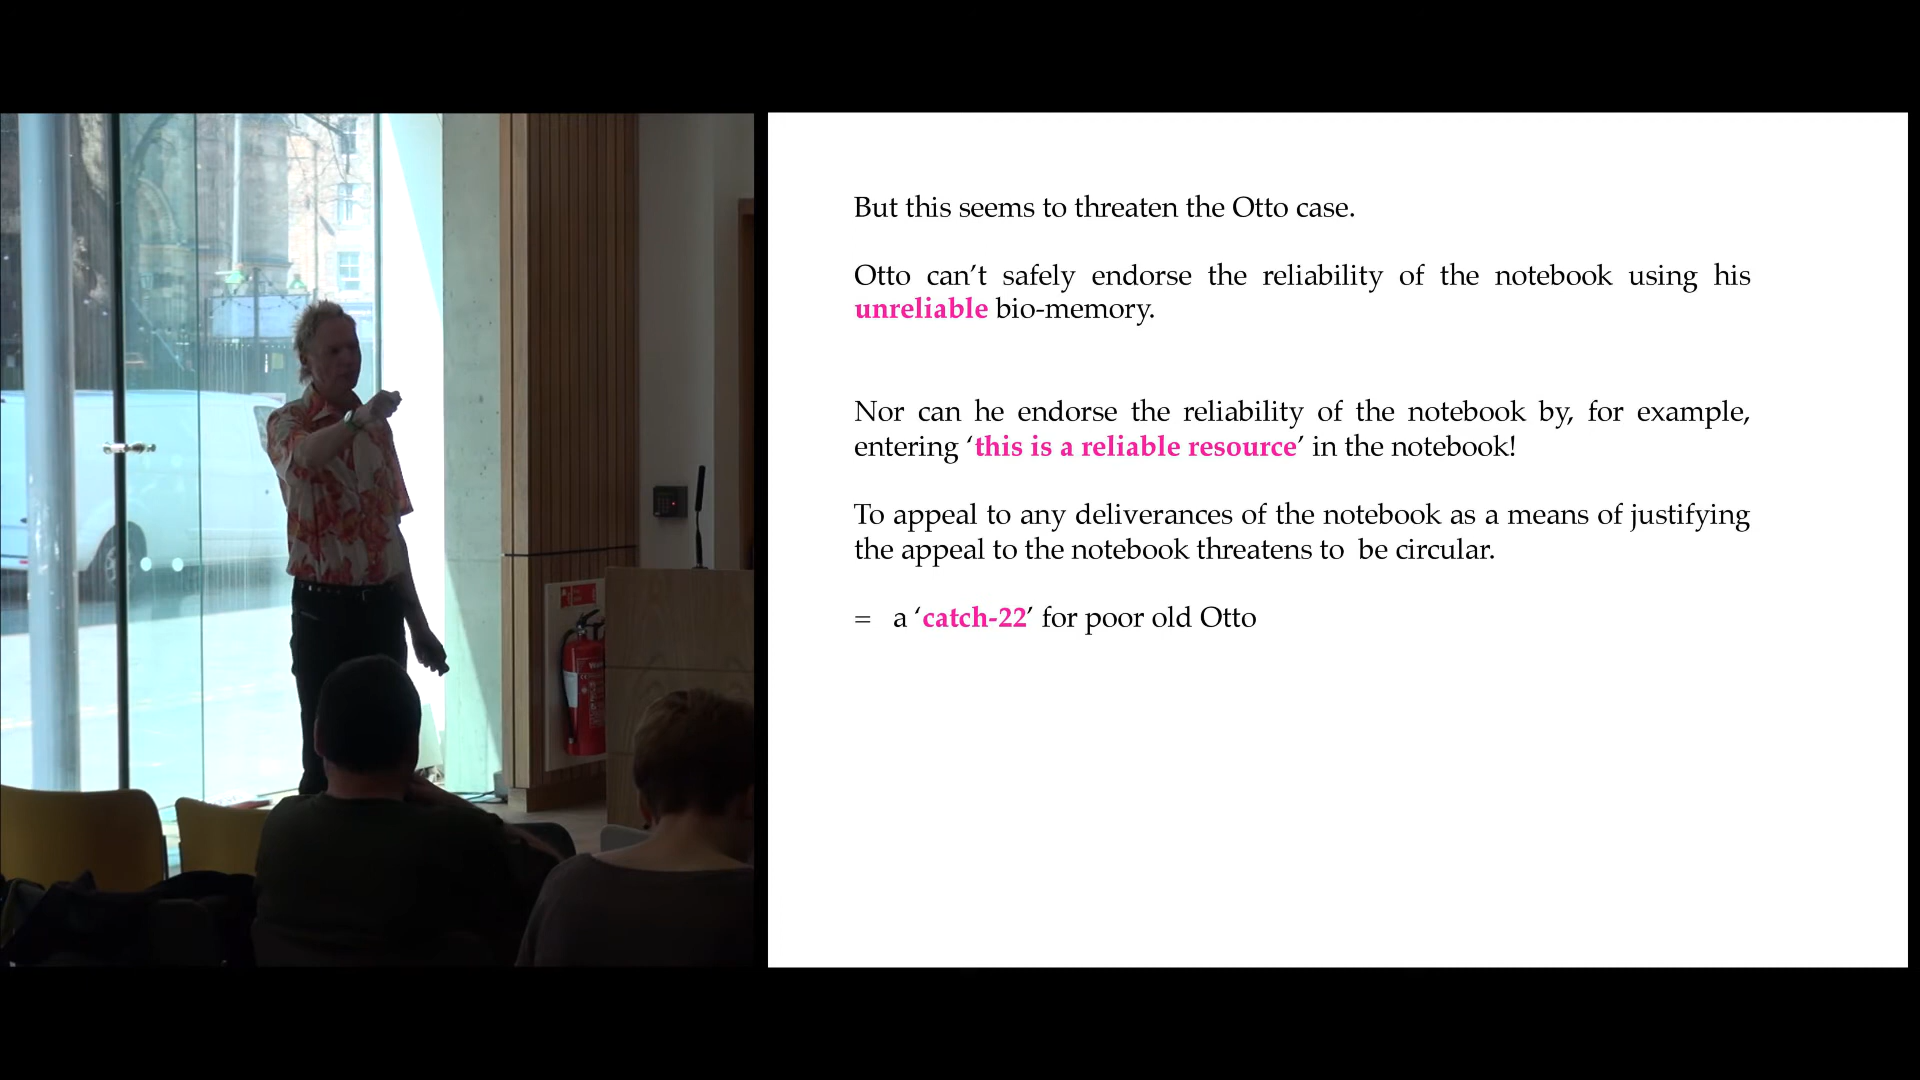 But this seems to threaten the Otto case.
Otto can’t safely endorse the reliability of the notebook using his
unreliable bio-memory.
Nor can he endorse the reliability of the notebook by, for example,
entering ‘this is a reliable resource’ in the notebook!
To appeal to any deliverances of the notebook as a means of justifying
the appeal to the notebook threatens to be circular.
= a ‘catch-22’ for poor old Otto